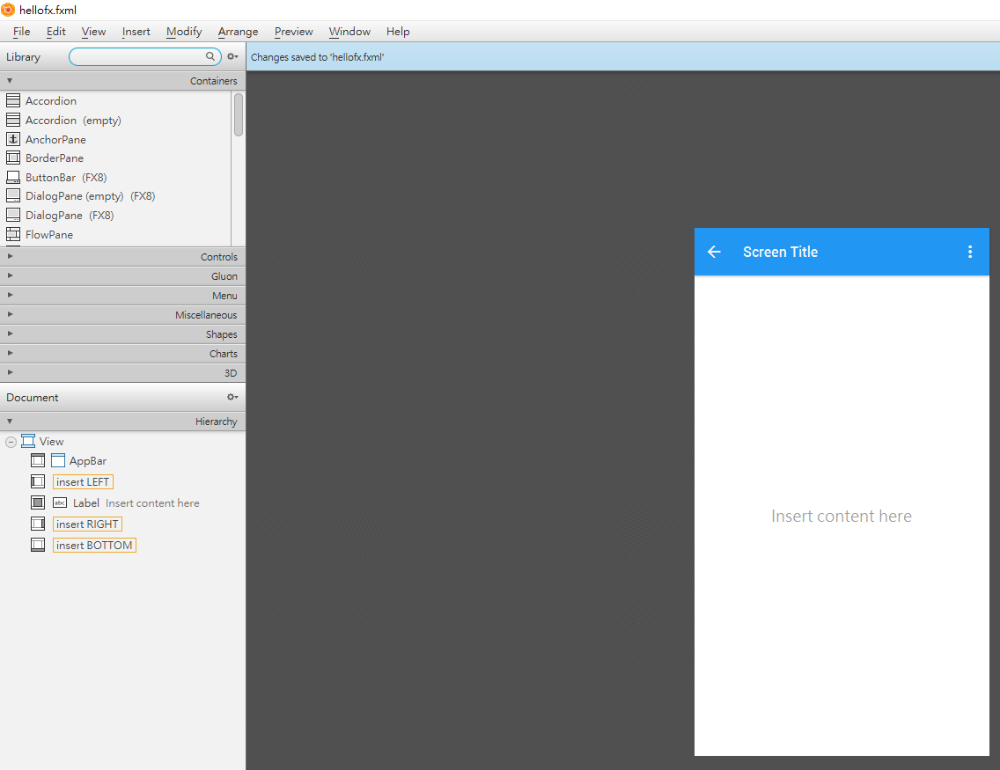 hellofx.fxml
File Edit View Insert Modify Arrange Preview Window Help
Library
Changes saved to 'hellofx.fxml'
Containers
Accordion
Accordion (empty)
AnchorPane
BorderPane
ButtonBar (FX8)
DialogPane (empty) (FX8)
DialogPane (FX8)
FlowPane
Controls
Gluon
Menu
Miscellaneous
Shapes
Charts
3D
Document
Hierarchy
View
AppBar
insert LEFT
abc Label Insert content here
insert RIGHT
insert BOTTOM
Screen Title
Insert content here